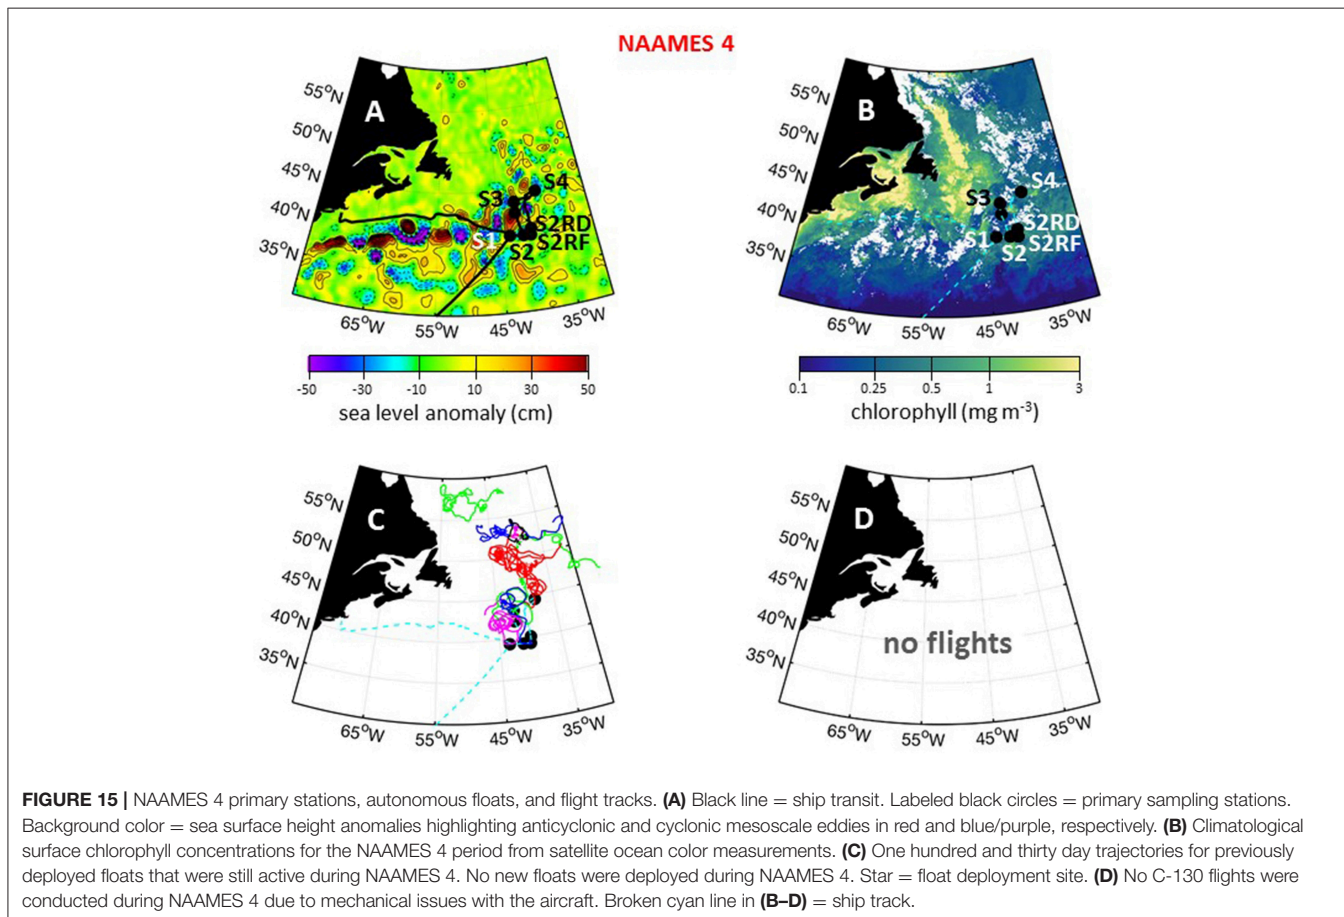 NAAMES 4
A
55°N
50°N
45°N
40°N
35°N
S4
S3
S2RD
S1
S2RF
S2
65°W
55°W
45°W
35°W
-50
-30
-10
10
30
50
sea level anomaly (cm)
B
55°N
50°N
45°N
40°N
35°N
S4
S3
S2RD
S1
S2RF
S2
65°W
55°W
45°W
35°W
0.1
0.25
0.5
1
3
chlorophyll (mg m⁻³)
C
55°N
50°N
45°N
40°N
35°N
65°W
55°W
45°W
35°W
D
55°N
50°N
45°N
40°N
35°N
no flights
65°W
55°W
45°W
35°W
FIGURE 15 | NAAMES 4 primary stations, autonomous floats, and flight tracks. (A) Black line = ship transit. Labeled black circles = primary sampling stations.
Background color = sea surface height anomalies highlighting anticyclonic and cyclonic mesoscale eddies in red and blue/purple, respectively. (B) Climatological
surface chlorophyll concentrations for the NAAMES 4 period from satellite ocean color measurements. (C) One hundred and thirty day trajectories for previously
deployed floats that were still active during NAAMES 4. No new floats were deployed during NAAMES 4. Star = float deployment site. (D) No C-130 flights were
conducted during NAAMES 4 due to mechanical issues with the aircraft. Broken cyan line in (B–D) = ship track.